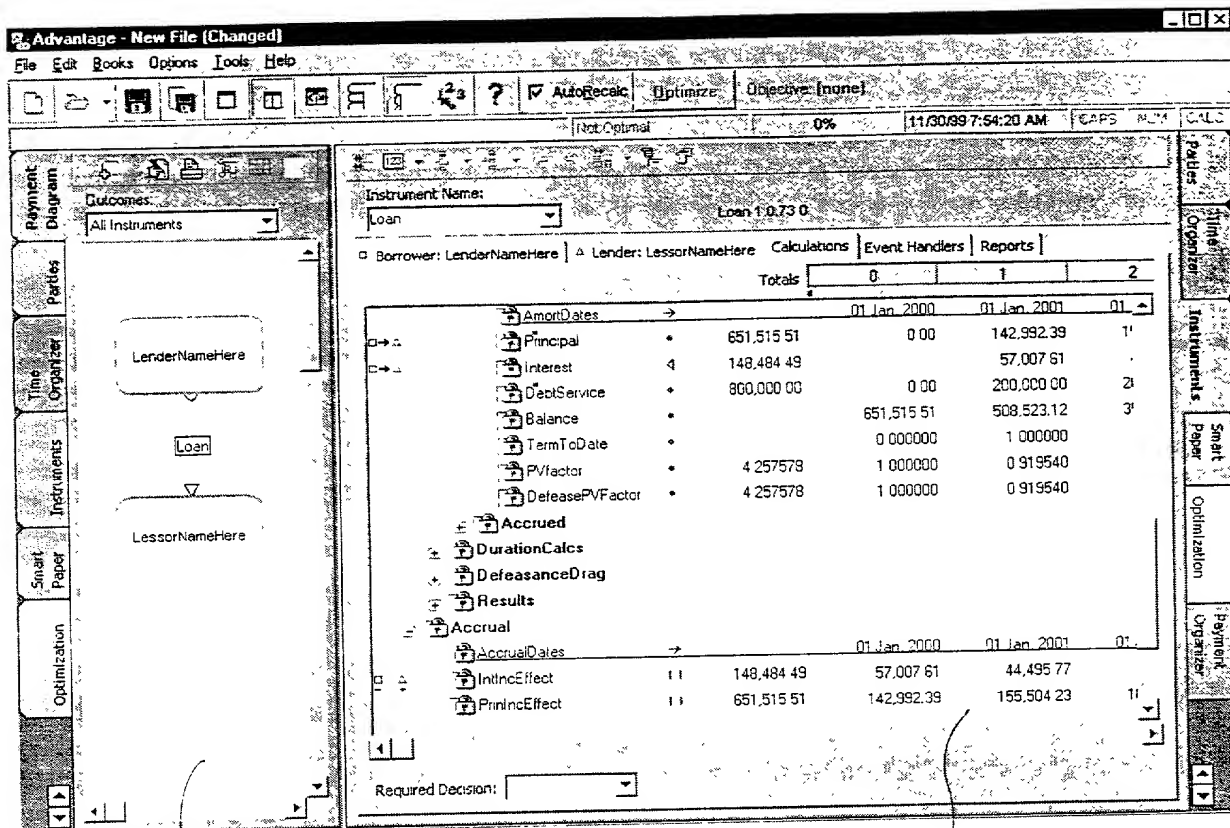 Advantage - New File (Changed)
File Edit Books Options Tools Help
AutoRecalc Optimize Objective: [none]
Not Optimal 0% 11/30/99 7:54:20 AM CAPS NUM CALC
Payment Diagram
Parties
Time Organizer
Instruments
Smart Paper
Optimization
Outcomes:
All Instruments
LenderNameHere
Loan
LessorNameHere
Instrument Name:
Loan
Loan 1.0.73 0
Borrower: LenderNameHere Lender: LessorNameHere Calculations Event Handlers Reports
Totals 0 1 2
AmortDates 01 Jan, 2000 01 Jan, 2001 01
Principal 651,515 51 0 00 142,992.39
Interest 148,484 49 57,007 61
DebtService 800,000 00 0 00 200,000 00
Balance 651,515 51 508,523.12
TermToDate 0 000000 1 000000
PVfactor 4 257578 1 000000 0 919540
DefeasePVFactor 4 257578 1 000000 0 919540
Accrued
DurationCalcs
DefeasanceDrag
Results
Accrual
AccrualDates 01 Jan, 2000 01 Jan, 2001 01
IntIncEffect 148,484 49 57,007 61 44,495 77
PrinIncEffect 651,515 51 142,992.39 155,504 23
Required Decision:
Parties
Time Organizer
Instruments
Smart Paper
Optimization
Payment Organizer